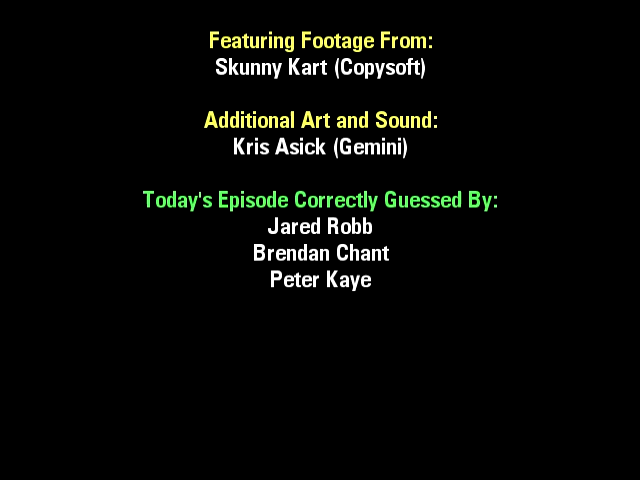 Featuring Footage From:
Skunny Kart (Copysoft)
Additional Art and Sound:
Kris Asick (Gemini)
Today's Episode Correctly Guessed By:
Jared Robb
Brendan Chant
Peter Kaye